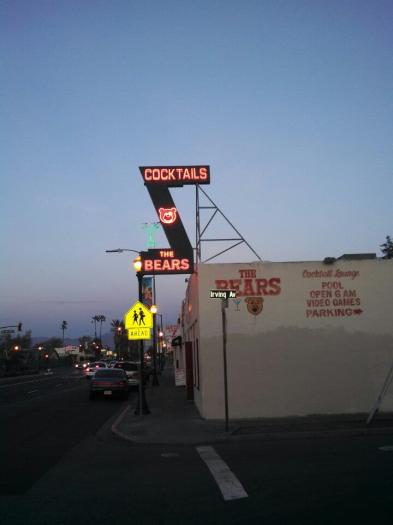 COCKTAILS
THE
BEARS
AHEAD
Irving Av
THE
BEARS
Cocktail Lounge
POOL
OPEN 6 AM
VIDEO GAMES
PARKING